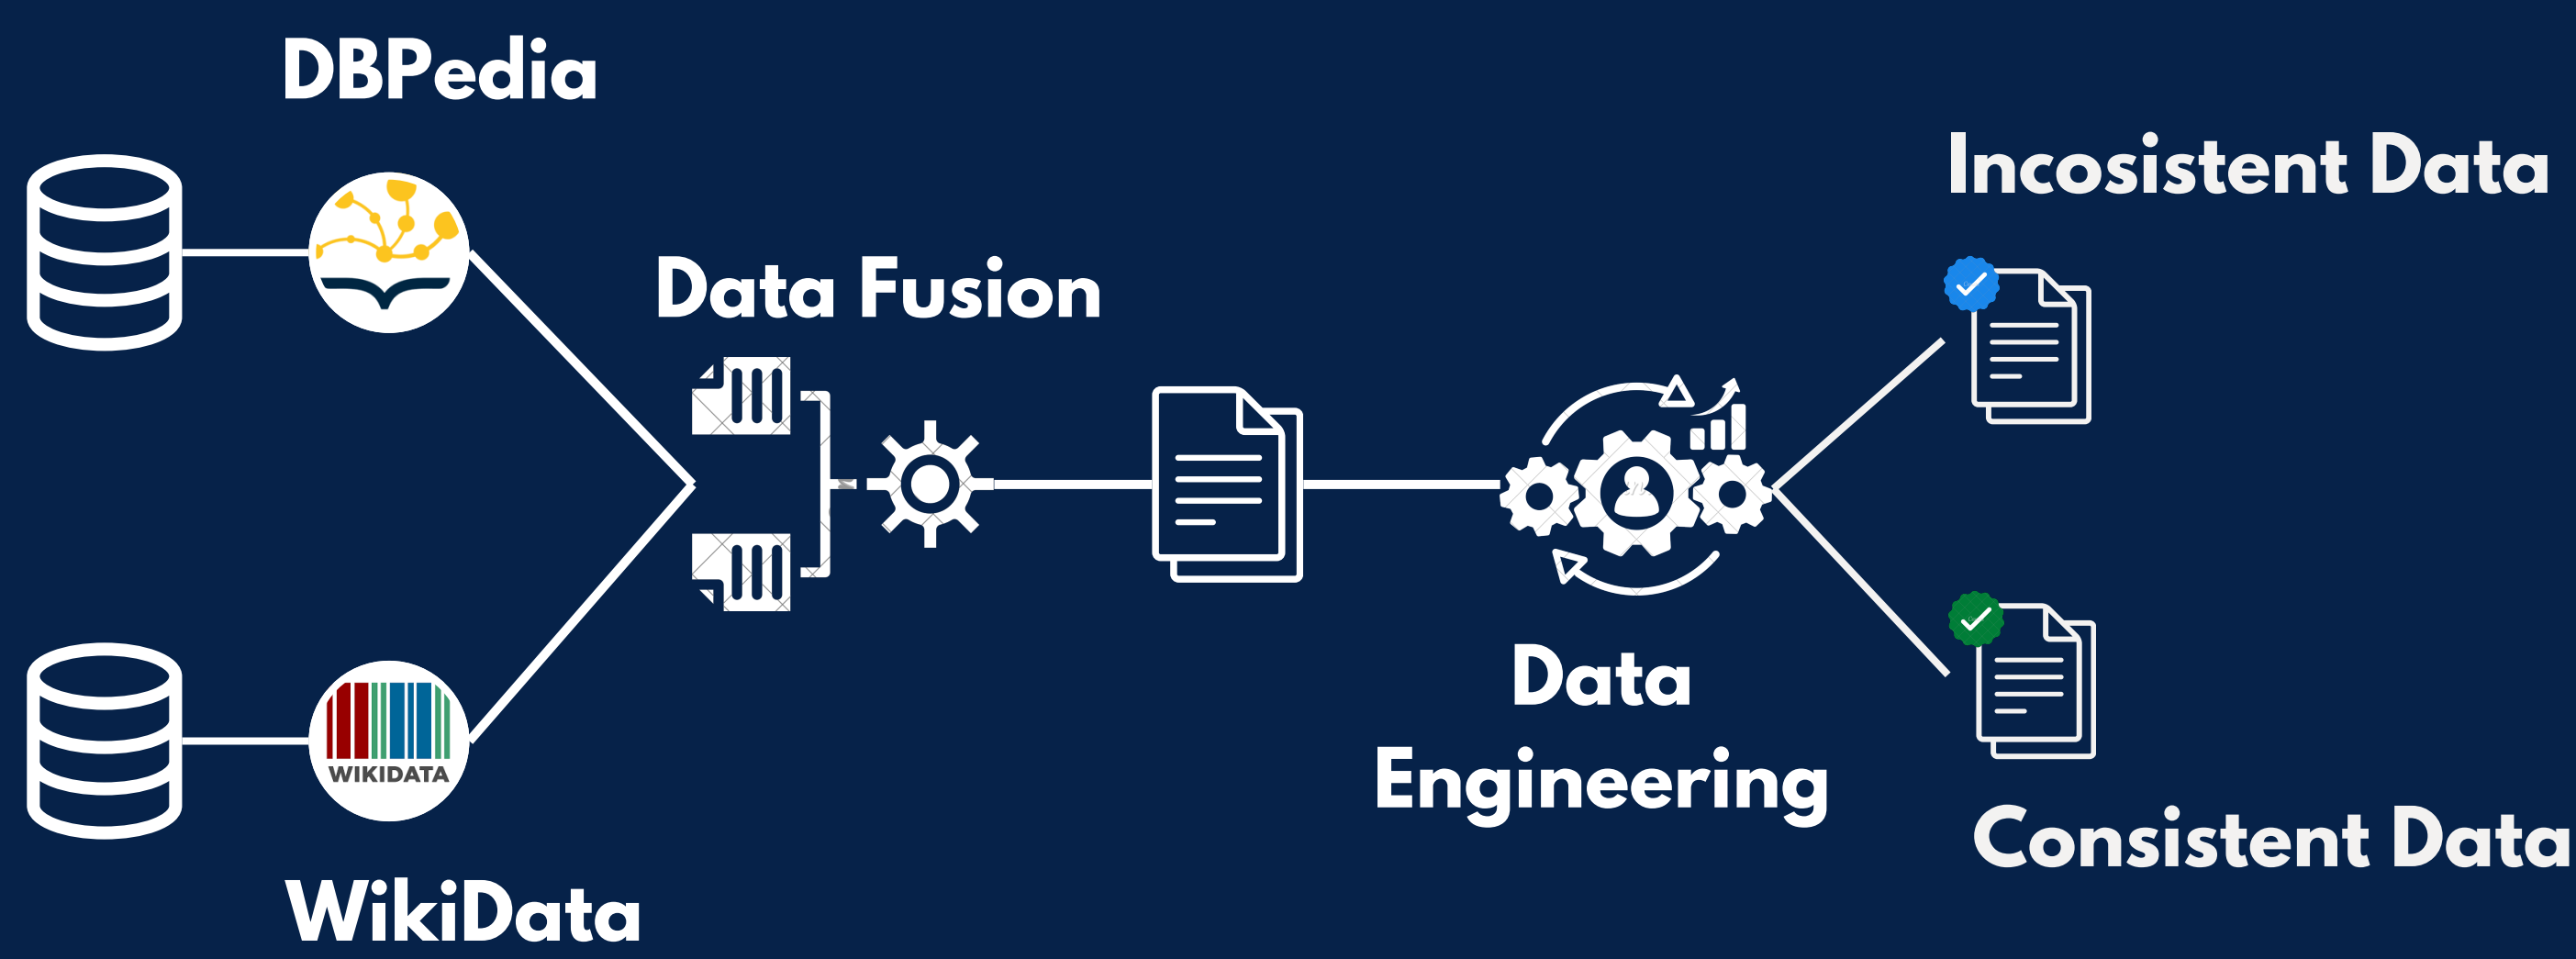 DBPedia
Incosistent Data
Data Fusion
WIKIDATA
Data
Engineering
Consistent Data
WikiData